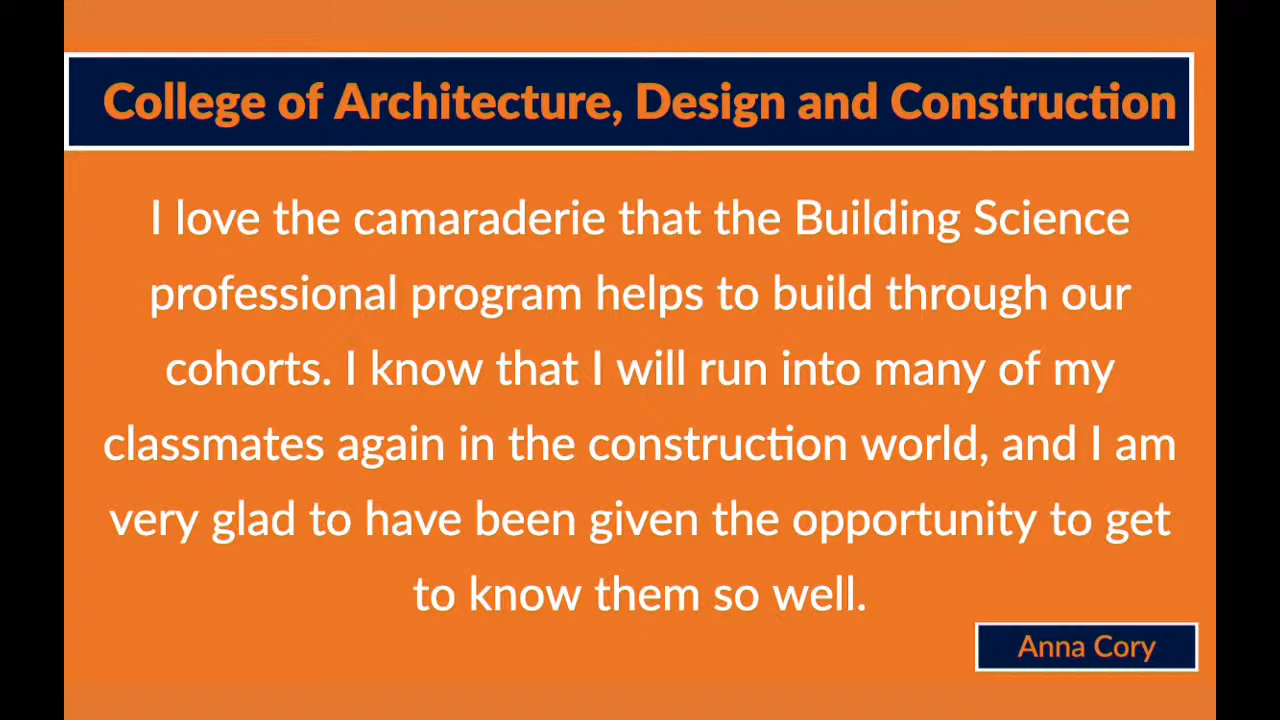 College of Architecture, Design and Construction
I love the camaraderie that the Building Science
professional program helps to build through our
cohorts. I know that I will run into many of my
classmates again in the construction world, and I am
very glad to have been given the opportunity to get
to know them so well.
Anna Cory